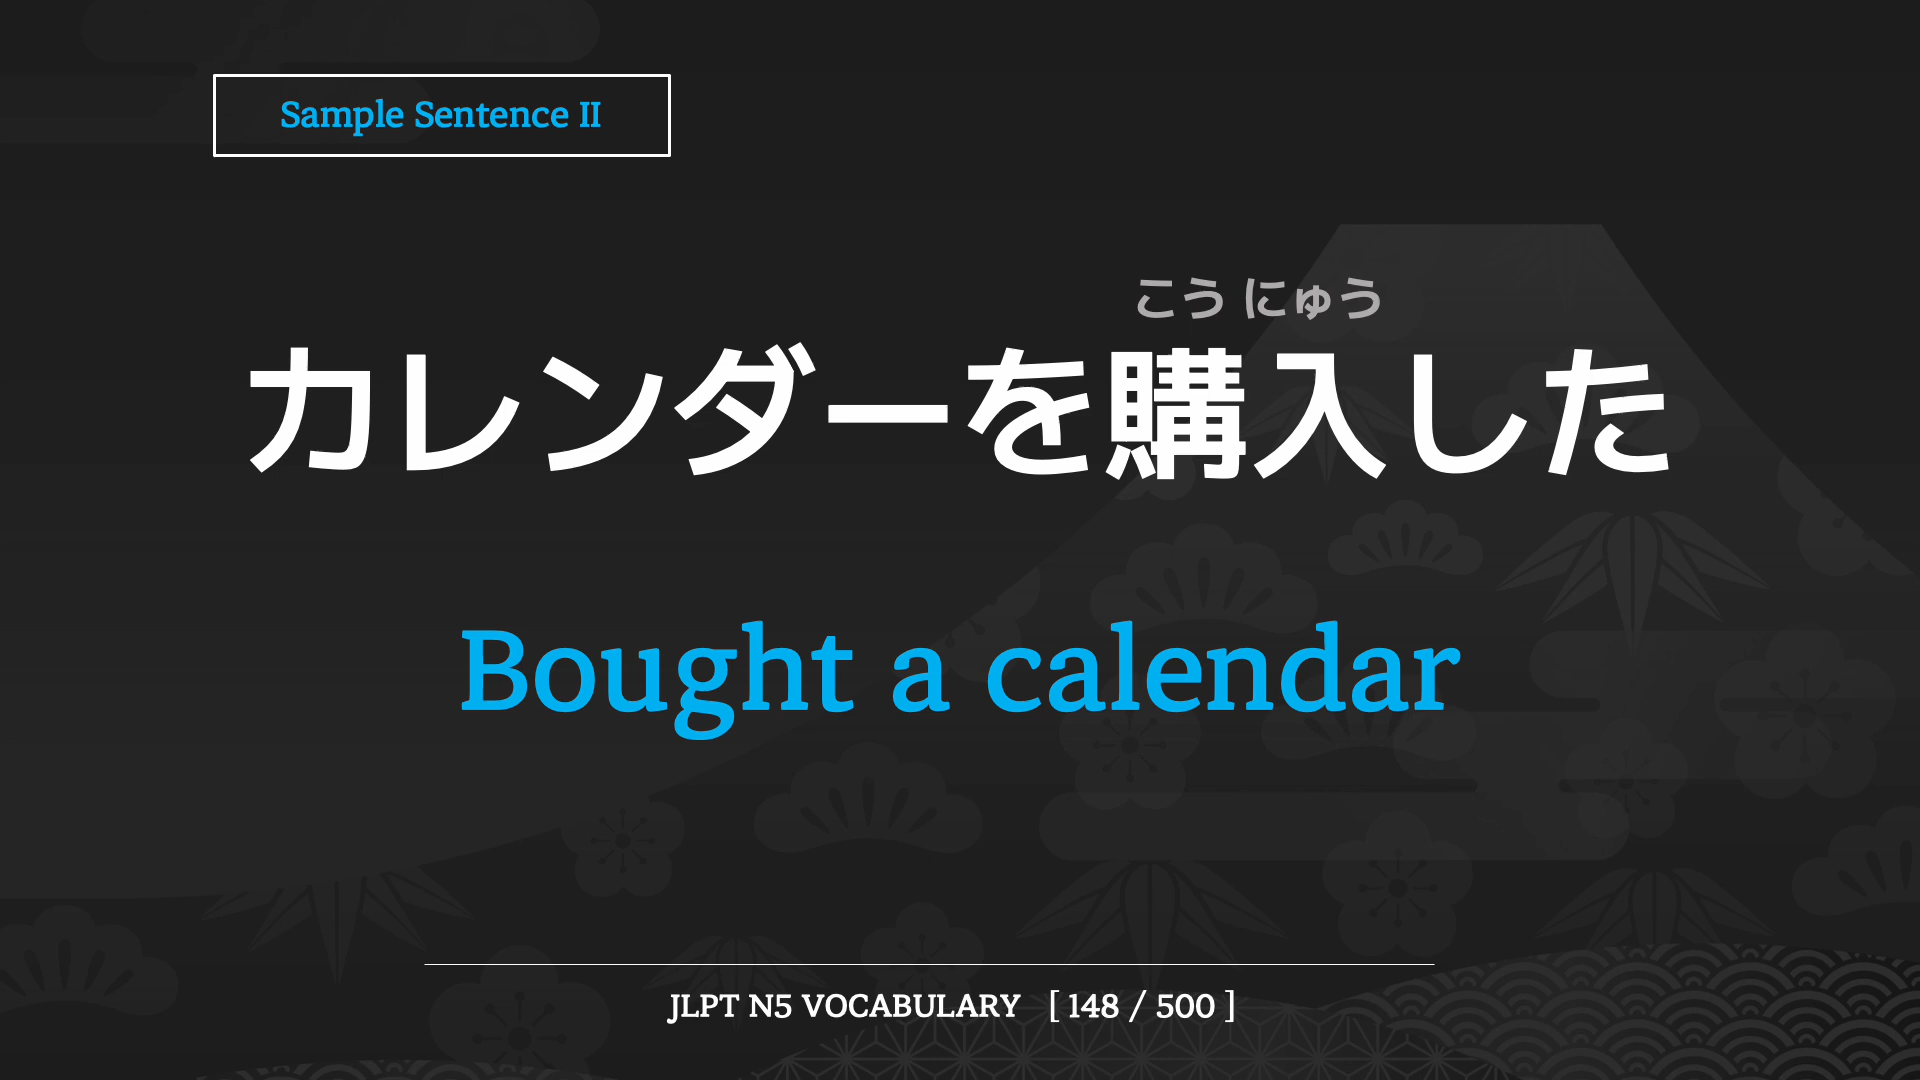 Sample Sentence II
こう にゅう
カレンダーを購入した
Bought a calendar
JLPT N5 VOCABULARY [ 148 / 500 ]